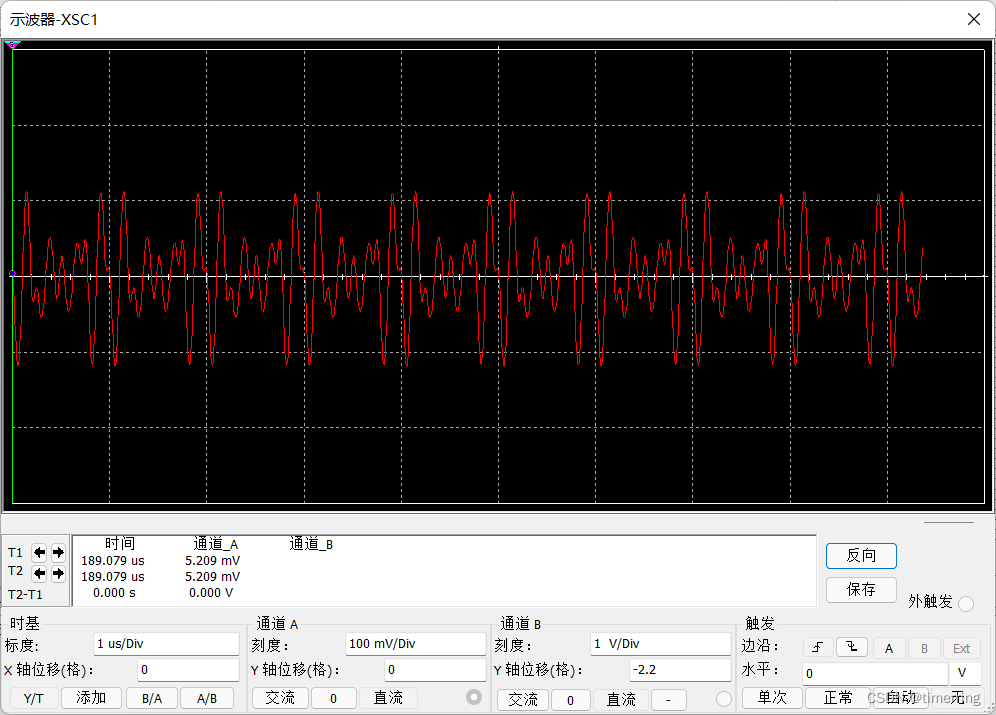 示波器-XSC1
时间 通道_A 通道_B
T1 189.079 us 5.209 mV
T2 189.079 us 5.209 mV
T2-T1 0.000 s 0.000 V
反向
保存
外触发
时基 通道 A 通道 B 触发
标度: 1 us/Div 刻度: 100 mV/Div 刻度: 1 V/Div 边沿: A B Ext
X 轴位移(格): 0 Y 轴位移(格): 0 Y 轴位移(格): -2.2 水平: 0 V
Y/T 添加 B/A A/B 交流 0 直流 交流 0 直流 - 单次 正常 自动 无